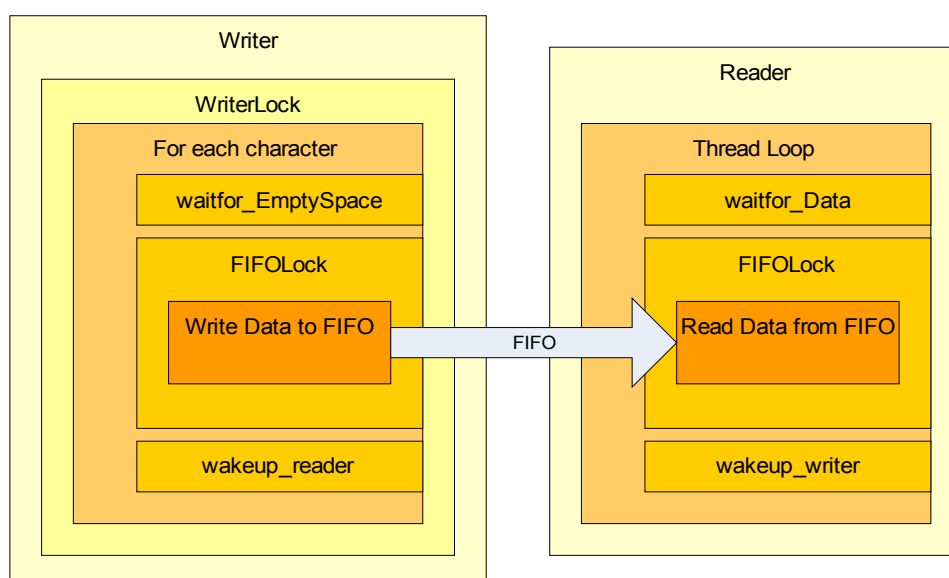 Writer
WriterLock
For each character
waitfor_EmptySpace
FIFOLock
Write Data to FIFO
wakeup_reader
FIFO
Reader
Thread Loop
waitfor_Data
FIFOLock
Read Data from FIFO
wakeup_writer